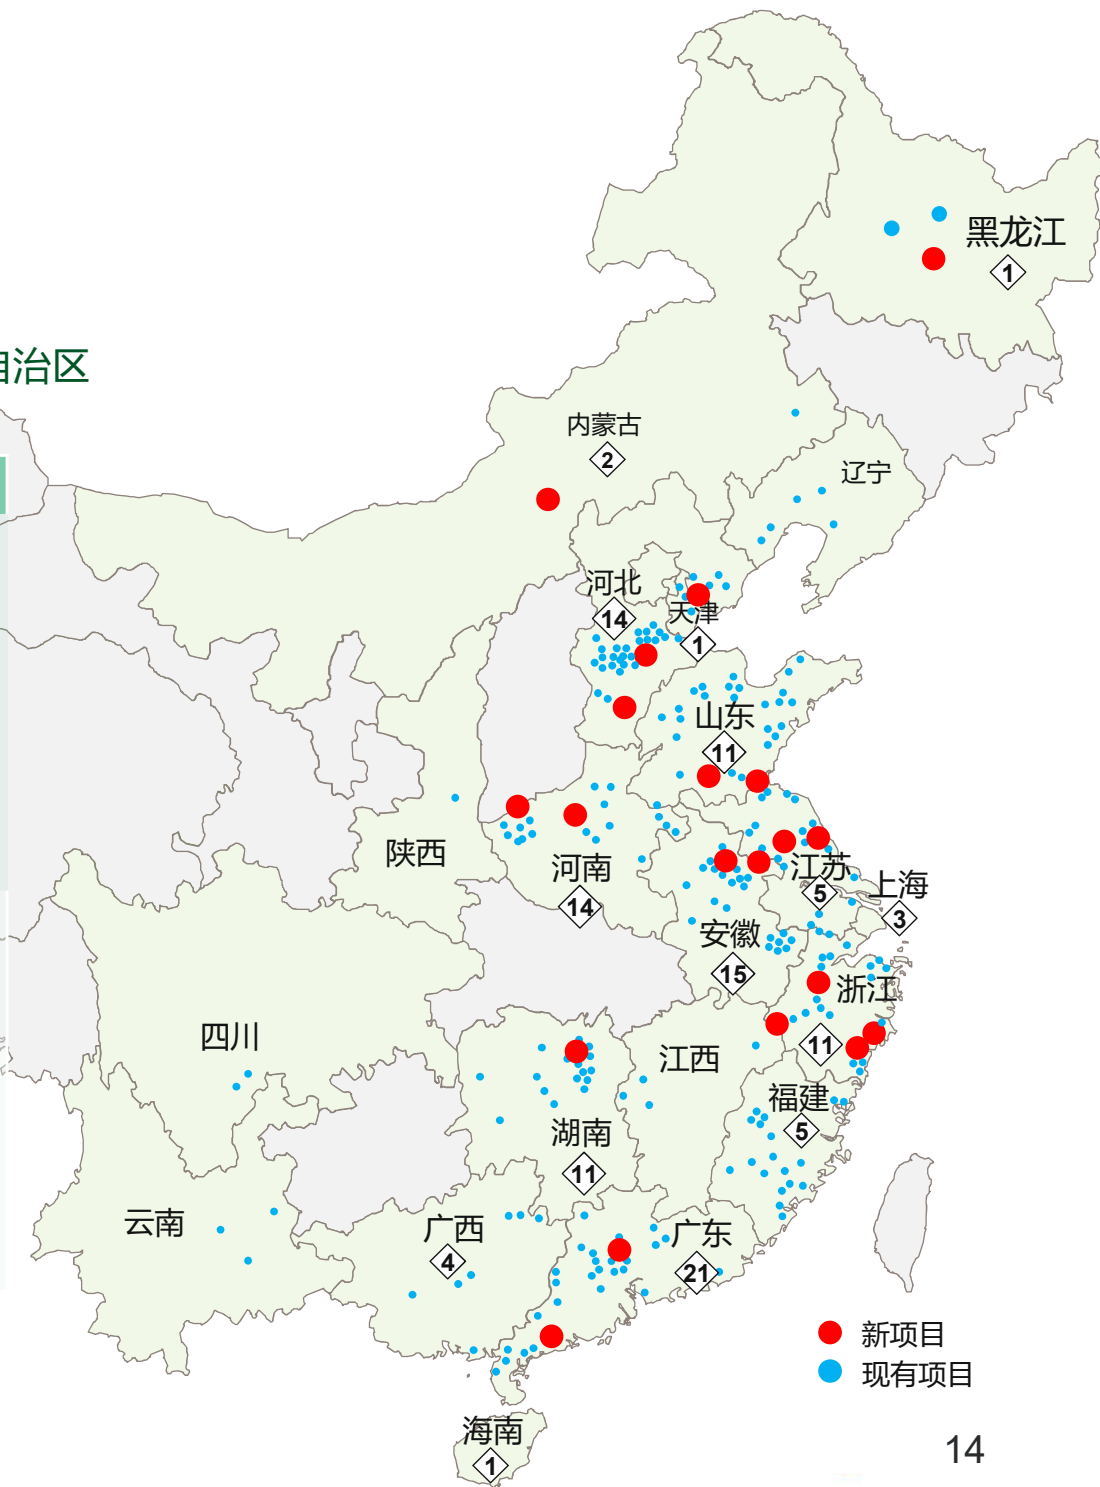 黑龙江
1
自治区
内蒙古
2
辽宁
河北
14
天津
1
山东
11
陕西
河南
14
江苏
5
上海
3
安徽
15
浙江
11
四川
江西
湖南
11
福建
5
云南
广西
4
广东
21
新项目
现有项目
海南
1
14